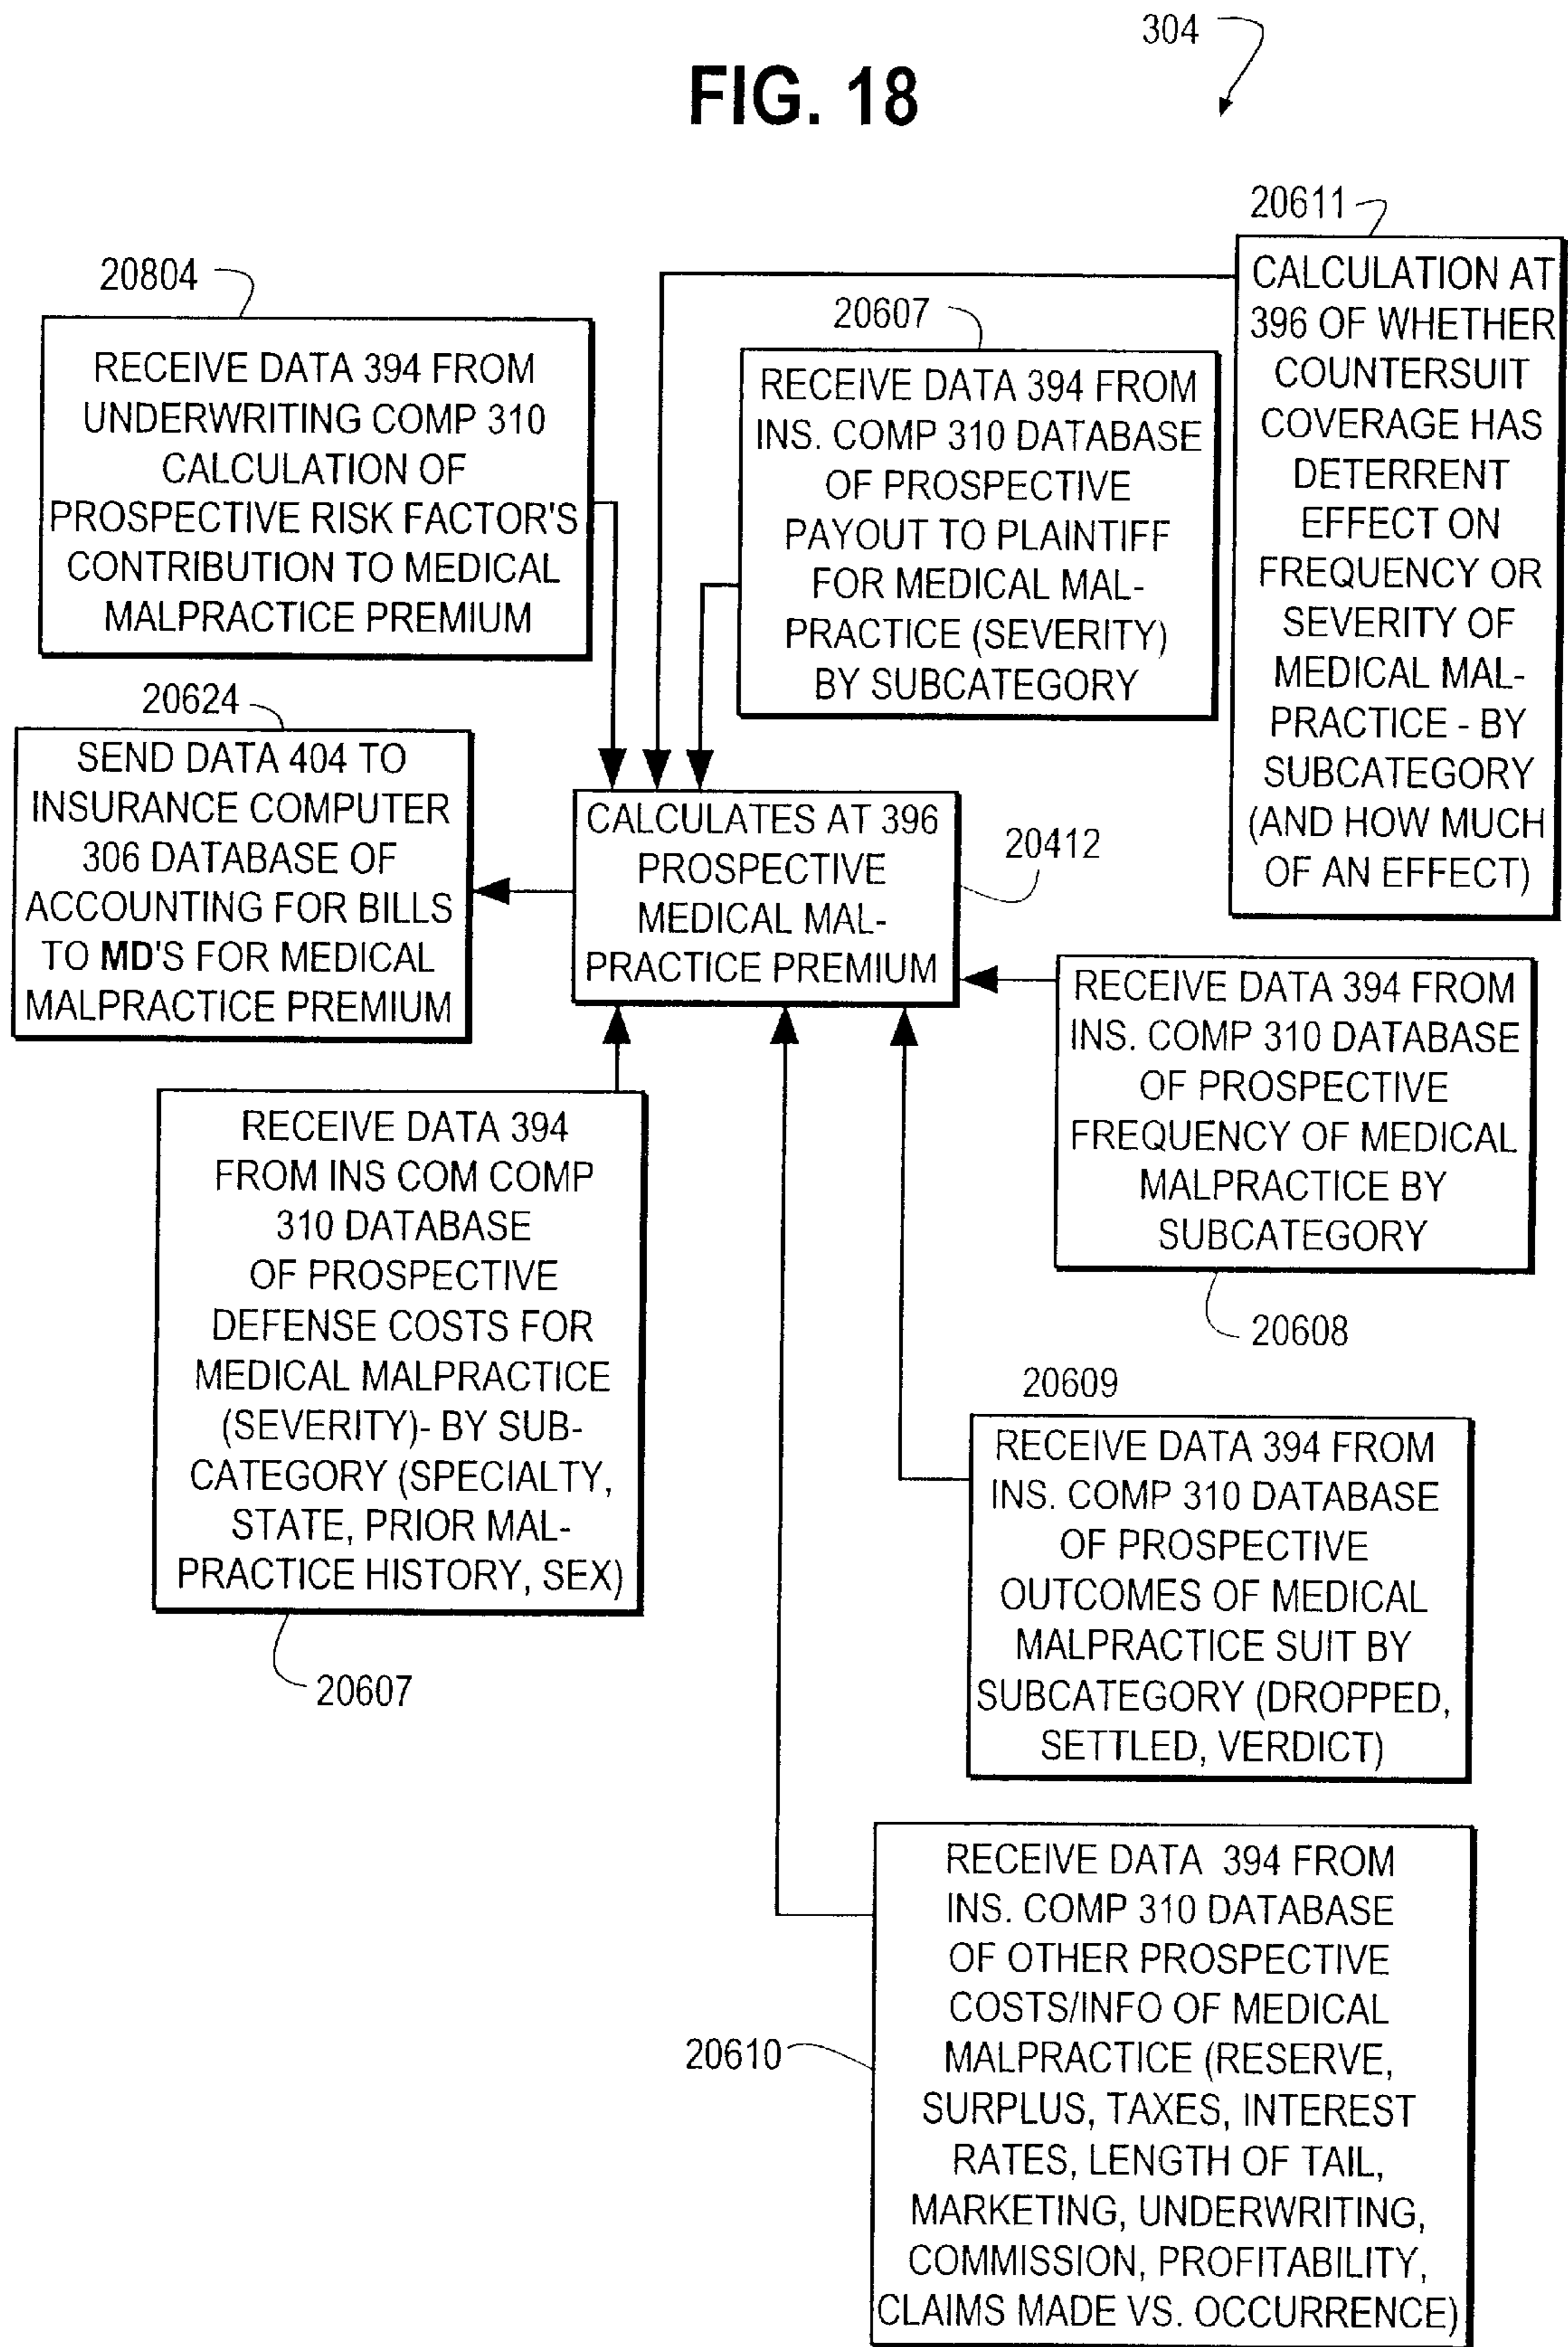 304
FIG. 18
20611
CALCULATION AT
396 OF WHETHER
COUNTERSUIT
COVERAGE HAS
DETERRENT
EFFECT ON
FREQUENCY OR
SEVERITY OF
MEDICAL MAL-
PRACTICE - BY
SUBCATEGORY
(AND HOW MUCH
OF AN EFFECT)
20804
RECEIVE DATA 394 FROM
UNDERWRITING COMP 310
CALCULATION OF
PROSPECTIVE RISK FACTOR'S
CONTRIBUTION TO MEDICAL
MALPRACTICE PREMIUM
20607
RECEIVE DATA 394 FROM
INS. COMP 310 DATABASE
OF PROSPECTIVE
PAYOUT TO PLAINTIFF
FOR MEDICAL MAL-
PRACTICE (SEVERITY)
BY SUBCATEGORY
20624
SEND DATA 404 TO
INSURANCE COMPUTER
306 DATABASE OF
ACCOUNTING FOR BILLS
TO MD'S FOR MEDICAL
MALPRACTICE PREMIUM
CALCULATES AT 396
PROSPECTIVE
MEDICAL MAL-
PRACTICE PREMIUM
20412
RECEIVE DATA 394 FROM
INS. COMP 310 DATABASE
OF PROSPECTIVE
FREQUENCY OF MEDICAL
MALPRACTICE BY
SUBCATEGORY
20608
RECEIVE DATA 394
FROM INS COM COMP
310 DATABASE
OF PROSPECTIVE
DEFENSE COSTS FOR
MEDICAL MALPRACTICE
(SEVERITY)- BY SUB-
CATEGORY (SPECIALTY,
STATE, PRIOR MAL-
PRACTICE HISTORY, SEX)
20607
20609
RECEIVE DATA 394 FROM
INS. COMP 310 DATABASE
OF PROSPECTIVE
OUTCOMES OF MEDICAL
MALPRACTICE SUIT BY
SUBCATEGORY (DROPPED,
SETTLED, VERDICT)
20610
RECEIVE DATA 394 FROM
INS. COMP 310 DATABASE
OF OTHER PROSPECTIVE
COSTS/INFO OF MEDICAL
MALPRACTICE (RESERVE,
SURPLUS, TAXES, INTEREST
RATES, LENGTH OF TAIL,
MARKETING, UNDERWRITING,
COMMISSION, PROFITABILITY,
CLAIMS MADE VS. OCCURRENCE)